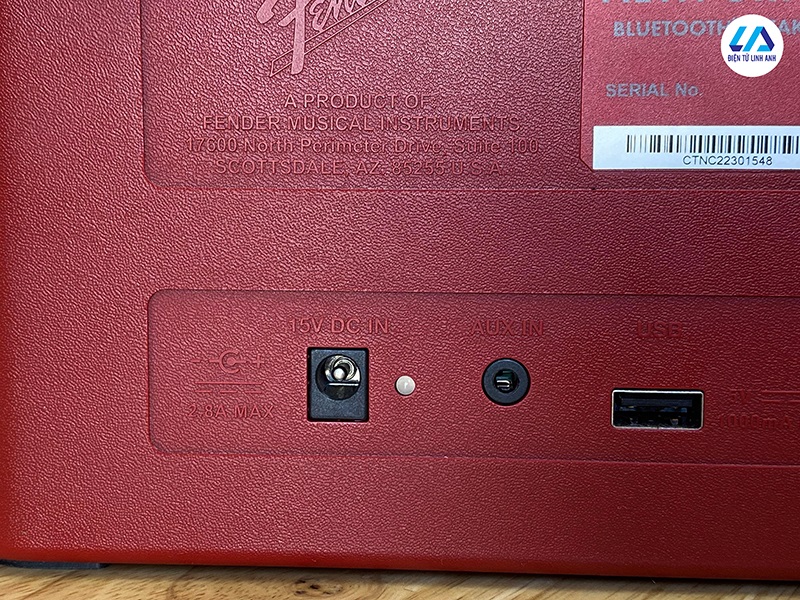 Fender
A PRODUCT OF
FENDER MUSICAL INSTRUMENTS
17600 North Perimeter Drive, Suite 100
SCOTTSDALE, AZ. 85255 U.S.A.
BLUETOOTH
SERIAL No.
CTNC22301548
ĐIỆN TỬ LINH ANH
15V DC IN
AUX IN
USB
2.8A MAX